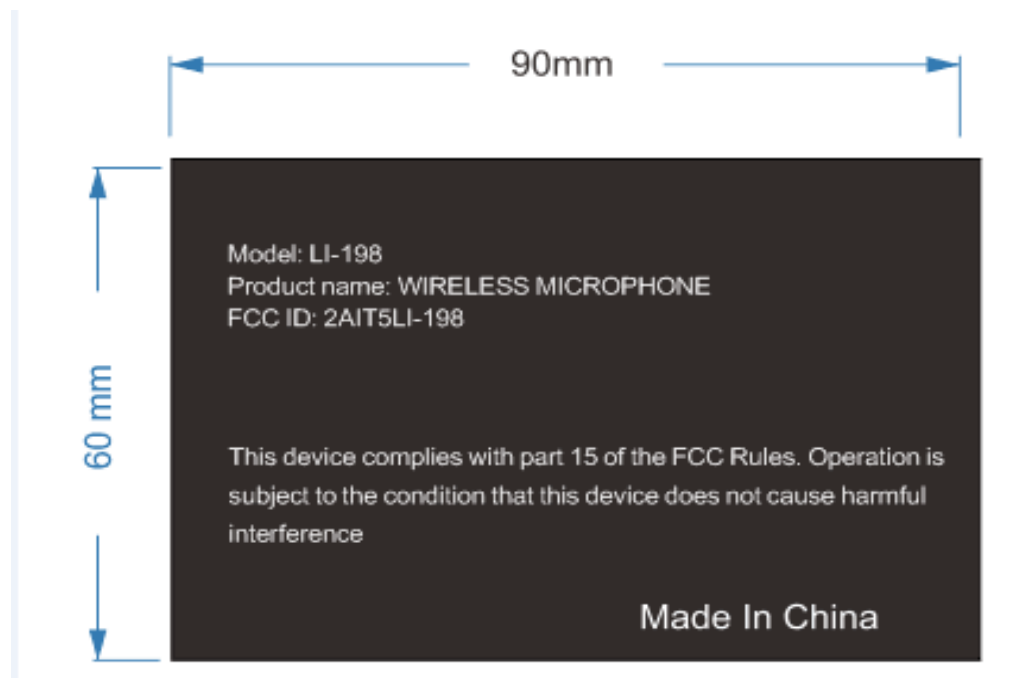 90mm
60 mm
Model: LI-198
Product name: WIRELESS MICROPHONE
FCC ID: 2AIT5LI-198
This device complies with part 15 of the FCC Rules. Operation is
subject to the condition that this device does not cause harmful
interference
Made In China